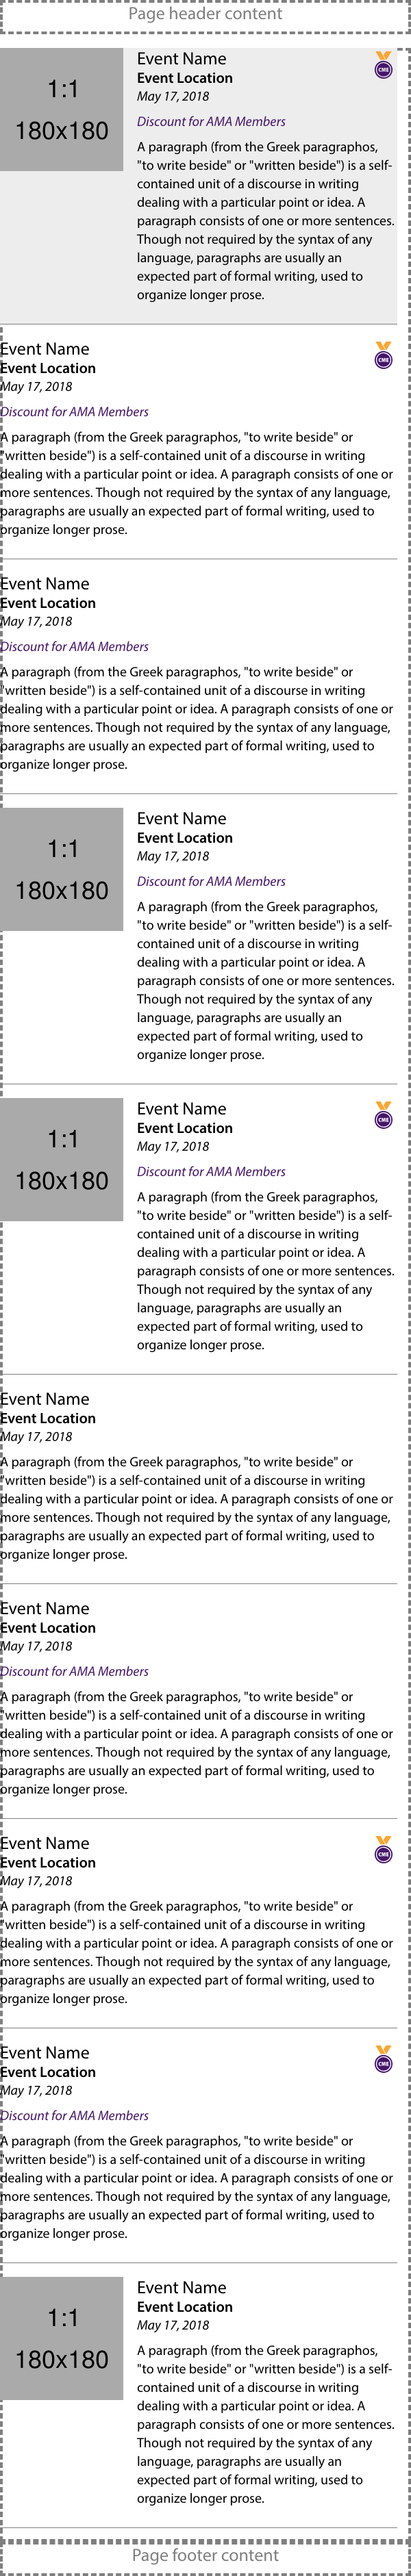 Page header content
1:1
180x180
Event Name
CME
Event Location
May 17, 2018
Discount for AMA Members
A paragraph (from the Greek paragraphos,
"to write beside" or "written beside") is a self-
contained unit of a discourse in writing
dealing with a particular point or idea. A
paragraph consists of one or more sentences.
Though not required by the syntax of any
language, paragraphs are usually an
expected part of formal writing, used to
organize longer prose.
Event Name
CME
Event Location
May 17, 2018
Discount for AMA Members
A paragraph (from the Greek paragraphos, "to write beside" or
"written beside") is a self-contained unit of a discourse in writing
dealing with a particular point or idea. A paragraph consists of one or
more sentences. Though not required by the syntax of any language,
paragraphs are usually an expected part of formal writing, used to
organize longer prose.
Event Name
Event Location
May 17, 2018
Discount for AMA Members
A paragraph (from the Greek paragraphos, "to write beside" or
"written beside") is a self-contained unit of a discourse in writing
dealing with a particular point or idea. A paragraph consists of one or
more sentences. Though not required by the syntax of any language,
paragraphs are usually an expected part of formal writing, used to
organize longer prose.
1:1
180x180
Event Name
Event Location
May 17, 2018
Discount for AMA Members
A paragraph (from the Greek paragraphos,
"to write beside" or "written beside") is a self-
contained unit of a discourse in writing
dealing with a particular point or idea. A
paragraph consists of one or more sentences.
Though not required by the syntax of any
language, paragraphs are usually an
expected part of formal writing, used to
organize longer prose.
1:1
180x180
Event Name
CME
Event Location
May 17, 2018
Discount for AMA Members
A paragraph (from the Greek paragraphos,
"to write beside" or "written beside") is a self-
contained unit of a discourse in writing
dealing with a particular point or idea. A
paragraph consists of one or more sentences.
Though not required by the syntax of any
language, paragraphs are usually an
expected part of formal writing, used to
organize longer prose.
Event Name
Event Location
May 17, 2018
A paragraph (from the Greek paragraphos, "to write beside" or
"written beside") is a self-contained unit of a discourse in writing
dealing with a particular point or idea. A paragraph consists of one or
more sentences. Though not required by the syntax of any language,
paragraphs are usually an expected part of formal writing, used to
organize longer prose.
Event Name
Event Location
May 17, 2018
Discount for AMA Members
A paragraph (from the Greek paragraphos, "to write beside" or
"written beside") is a self-contained unit of a discourse in writing
dealing with a particular point or idea. A paragraph consists of one or
more sentences. Though not required by the syntax of any language,
paragraphs are usually an expected part of formal writing, used to
organize longer prose.
Event Name
CME
Event Location
May 17, 2018
A paragraph (from the Greek paragraphos, "to write beside" or
"written beside") is a self-contained unit of a discourse in writing
dealing with a particular point or idea. A paragraph consists of one or
more sentences. Though not required by the syntax of any language,
paragraphs are usually an expected part of formal writing, used to
organize longer prose.
Event Name
CME
Event Location
May 17, 2018
Discount for AMA Members
A paragraph (from the Greek paragraphos, "to write beside" or
"written beside") is a self-contained unit of a discourse in writing
dealing with a particular point or idea. A paragraph consists of one or
more sentences. Though not required by the syntax of any language,
paragraphs are usually an expected part of formal writing, used to
organize longer prose.
1:1
180x180
Event Name
Event Location
May 17, 2018
A paragraph (from the Greek paragraphos,
"to write beside" or "written beside") is a self-
contained unit of a discourse in writing
dealing with a particular point or idea. A
paragraph consists of one or more sentences.
Though not required by the syntax of any
language, paragraphs are usually an
expected part of formal writing, used to
organize longer prose.
Page footer content